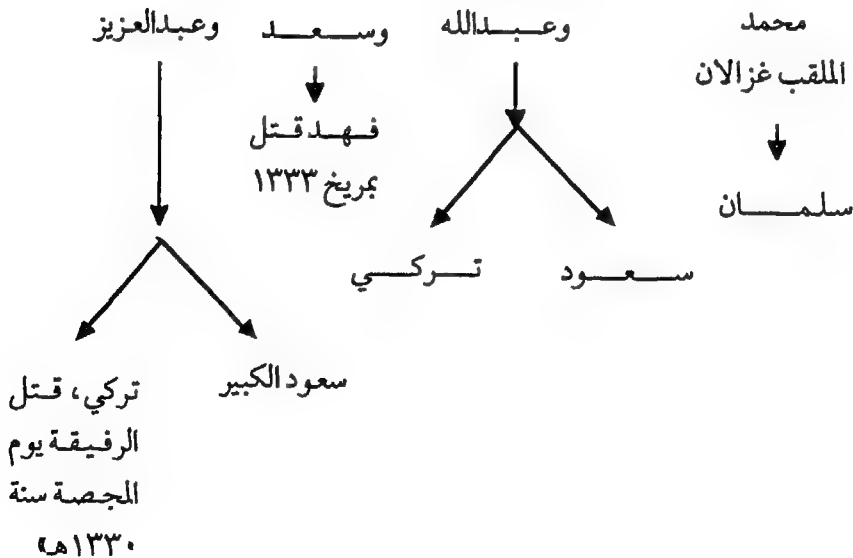 محمد
الملقب غزالان
سلمان
وعبدالله
سعود
تركي
وسعد
فهد قتل
بمريخ ١٣٣٣
وعبدالعزيز
سعود الكبير
تركي، قتل
الرفيقة يوم
المجصة سنة
١٣٣٠هـ»